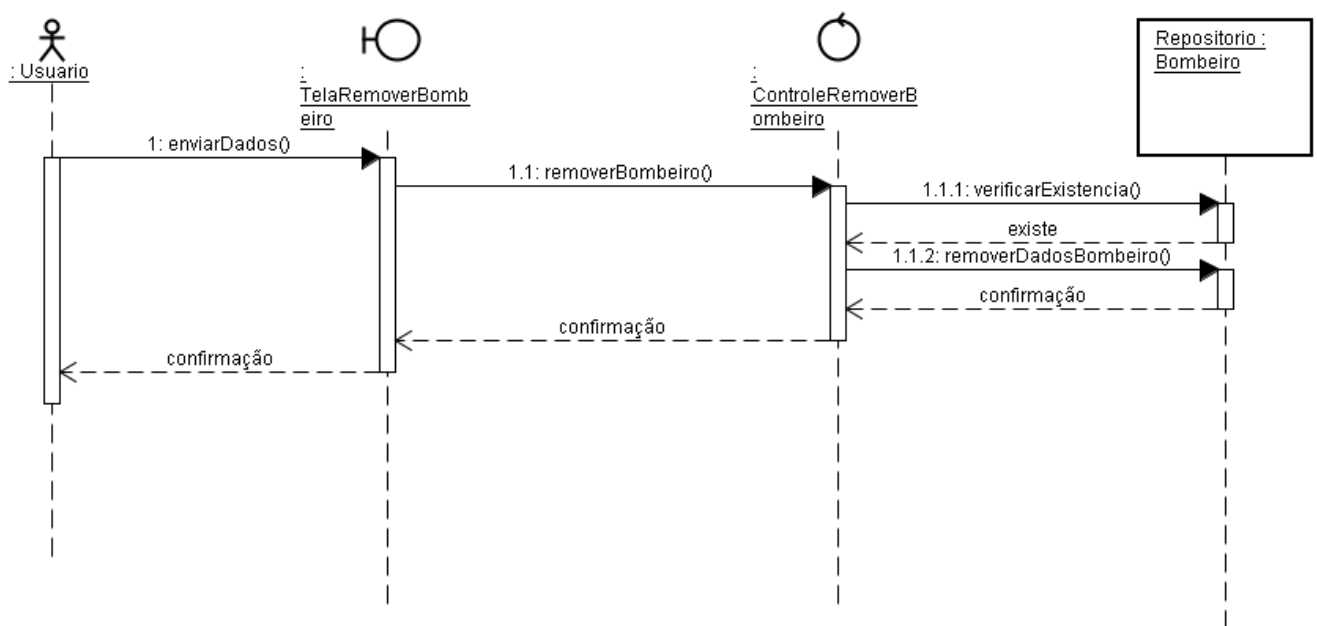 : Usuario
:
TelaRemoverBomb
eiro
:
ControleRemoverB
ombeiro
Repositorio :
Bombeiro
1: enviarDados()
1.1: removerBombeiro()
1.1.1: verificarExistencia()
existe
1.1.2: removerDadosBombeiro()
confirmação
confirmação
confirmação